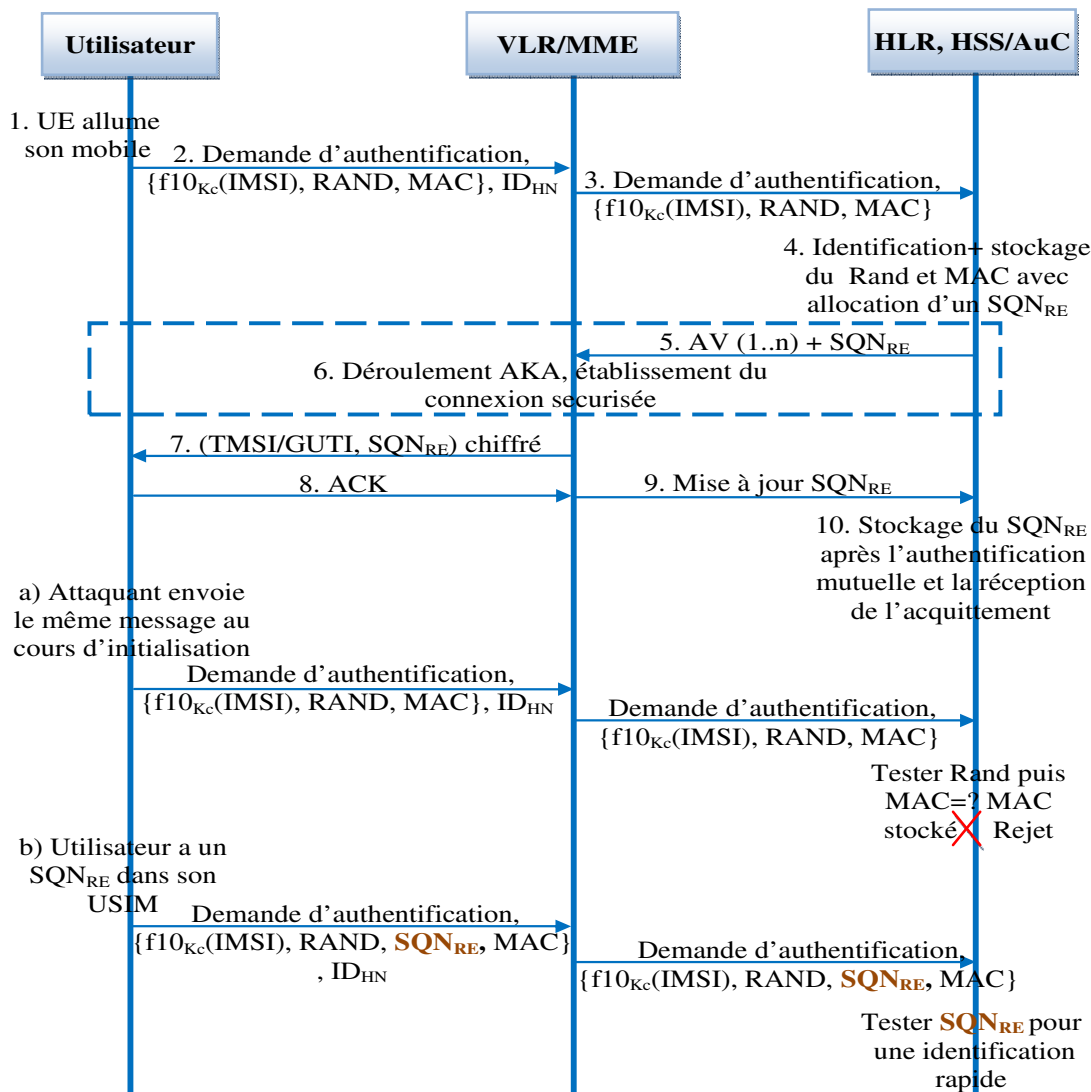 Utilisateur
VLR/MME
HLR, HSS/AuC
1. UE allume
son mobile
2. Demande d'authentification,
{f10Kc(IMSI), RAND, MAC}, IDHN
3. Demande d'authentification,
{f10Kc(IMSI), RAND, MAC}
4. Identification+ stockage
du Rand et MAC avec
allocation d'un SQNRE
5. AV (1..n) + SQNRE
6. Déroulement AKA, établissement du
connexion securisée
7. (TMSI/GUTI, SQNRE) chiffré
8. ACK
9. Mise à jour SQNRE
10. Stockage du SQNRE
après l'authentification
mutuelle et la réception
de l'acquittement
a) Attaquant envoie
le même message au
cours d'initialisation
Demande d'authentification,
{f10Kc(IMSI), RAND, MAC}, IDHN
Demande d'authentification,
{f10Kc(IMSI), RAND, MAC}
Tester Rand puis
MAC=? MAC
stocké Rejet
b) Utilisateur a un
SQNRE dans son
USIM
Demande d'authentification,
{f10Kc(IMSI), RAND, SQNRE, MAC}
, IDHN
Demande d'authentification,
{f10Kc(IMSI), RAND, SQNRE, MAC}
Tester SQNRE pour
une identification
rapide